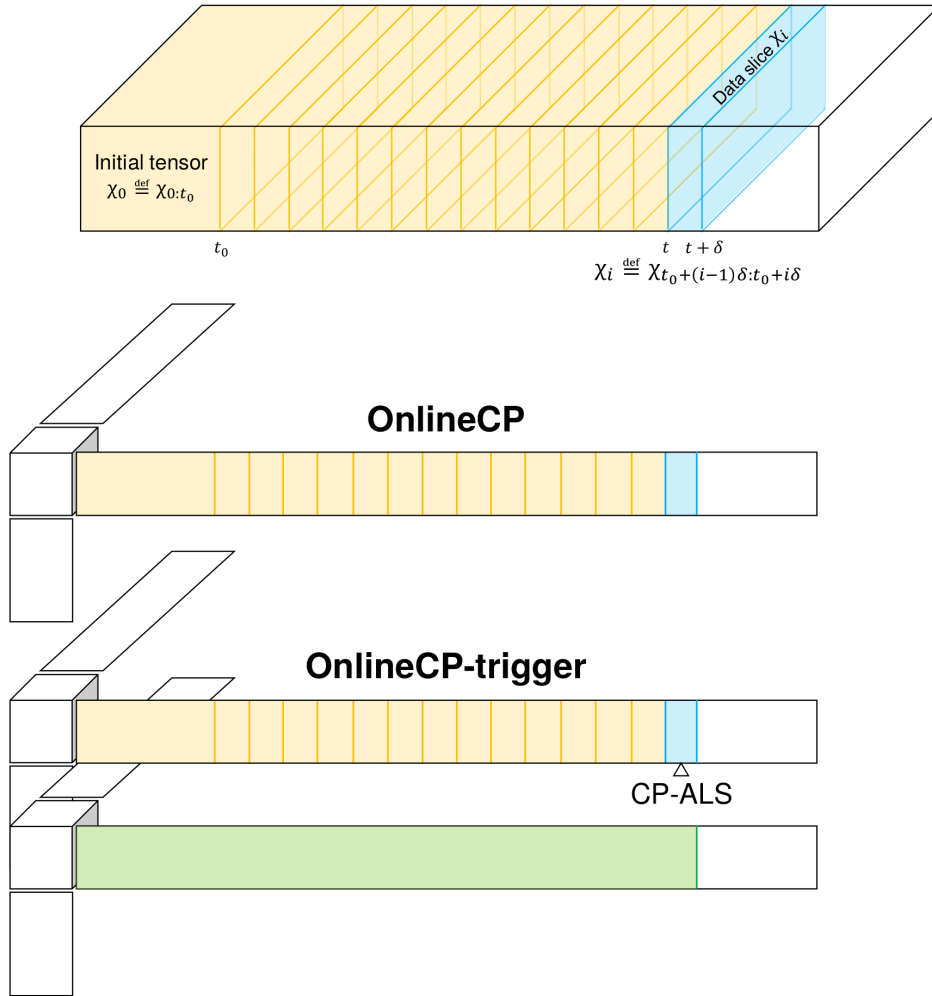 Data slice χᵢ
Initial tensor
χ₀ ≝ χ₀:ₜ₀
t₀
t
t + δ
χᵢ ≝ χₜ₀₊₍ᵢ₋₁₎δ:ₜ₀₊ᵢδ
OnlineCP
OnlineCP-trigger
CP-ALS